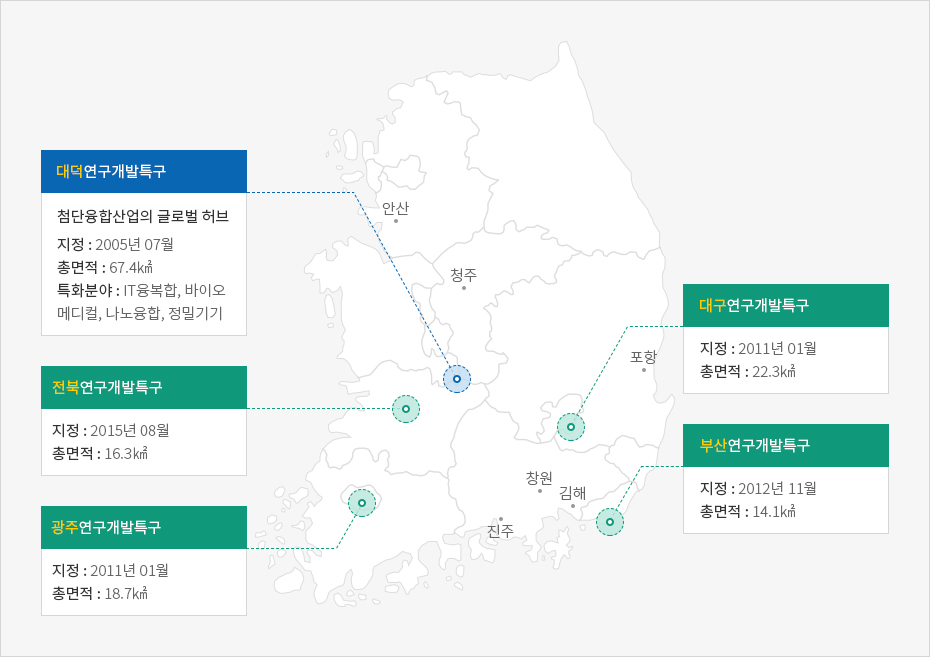 대덕연구개발특구
첨단융합산업의 글로벌 허브
지정 : 2005년 07월
총면적 : 67.4㎢
특화분야 : IT융복합, 바이오
메디컬, 나노융합, 정밀기기
전북연구개발특구
지정 : 2015년 08월
총면적 : 16.3㎢
광주연구개발특구
지정 : 2011년 01월
총면적 : 18.7㎢
안산
청주
포항
창원
김해
진주
대구연구개발특구
지정 : 2011년 01월
총면적 : 22.3㎢
부산연구개발특구
지정 : 2012년 11월
총면적 : 14.1㎢